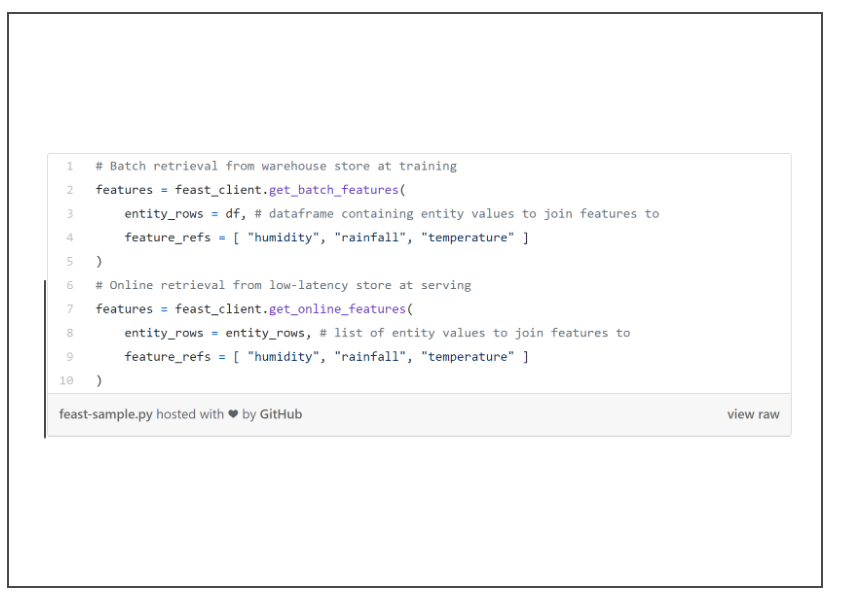 1 # Batch retrieval from warehouse store at training
2 features = feast_client.get_batch_features(
3 entity_rows = df, # dataframe containing entity values to join features to
4 feature_refs = [ "humidity", "rainfall", "temperature" ]
5 )
6 # Online retrieval from low-latency store at serving
7 features = feast_client.get_online_features(
8 entity_rows = entity_rows, # list of entity values to join features to
9 feature_refs = [ "humidity", "rainfall", "temperature" ]
10 )
feast-sample.py hosted with ❤ by GitHub view raw